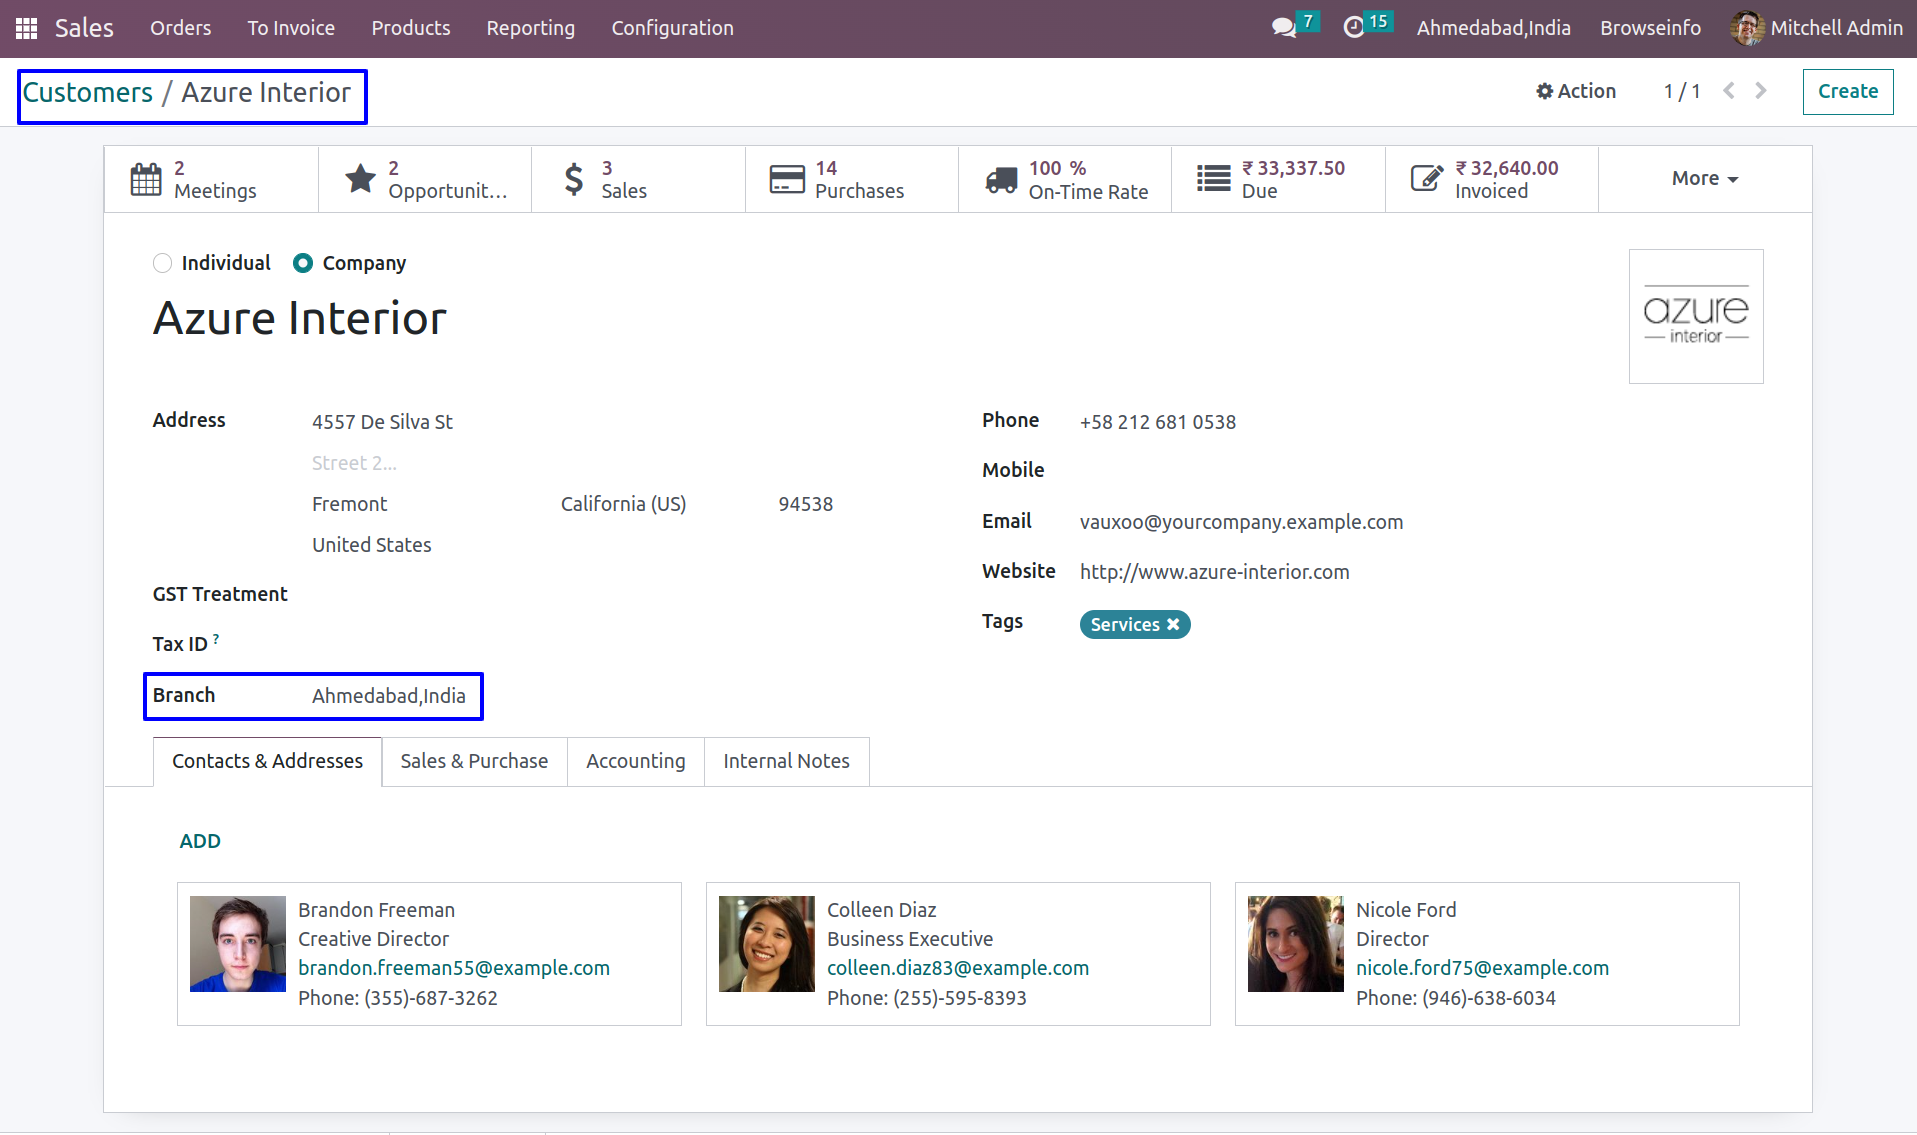 Sales Orders To Invoice Products Reporting Configuration 7 15 Ahmedabad,India Browseinfo Mitchell Admin
Customers / Azure Interior Action 1 / 1 Create
2 Meetings
2 Opportunit...
3 Sales
14 Purchases
100 % On-Time Rate
₹ 33,337.50 Due
₹ 32,640.00 Invoiced
More
Individual Company
Azure Interior
azure
interior
Address 4557 De Silva St
Street 2...
Fremont California (US) 94538
United States
GST Treatment
Tax ID ?
Branch Ahmedabad,India
Phone +58 212 681 0538
Mobile
Email vauxoo@yourcompany.example.com
Website http://www.azure-interior.com
Tags Services
Contacts & Addresses Sales & Purchase Accounting Internal Notes
ADD
Brandon Freeman
Creative Director
brandon.freeman55@example.com
Phone: (355)-687-3262
Colleen Diaz
Business Executive
colleen.diaz83@example.com
Phone: (255)-595-8393
Nicole Ford
Director
nicole.ford75@example.com
Phone: (946)-638-6034